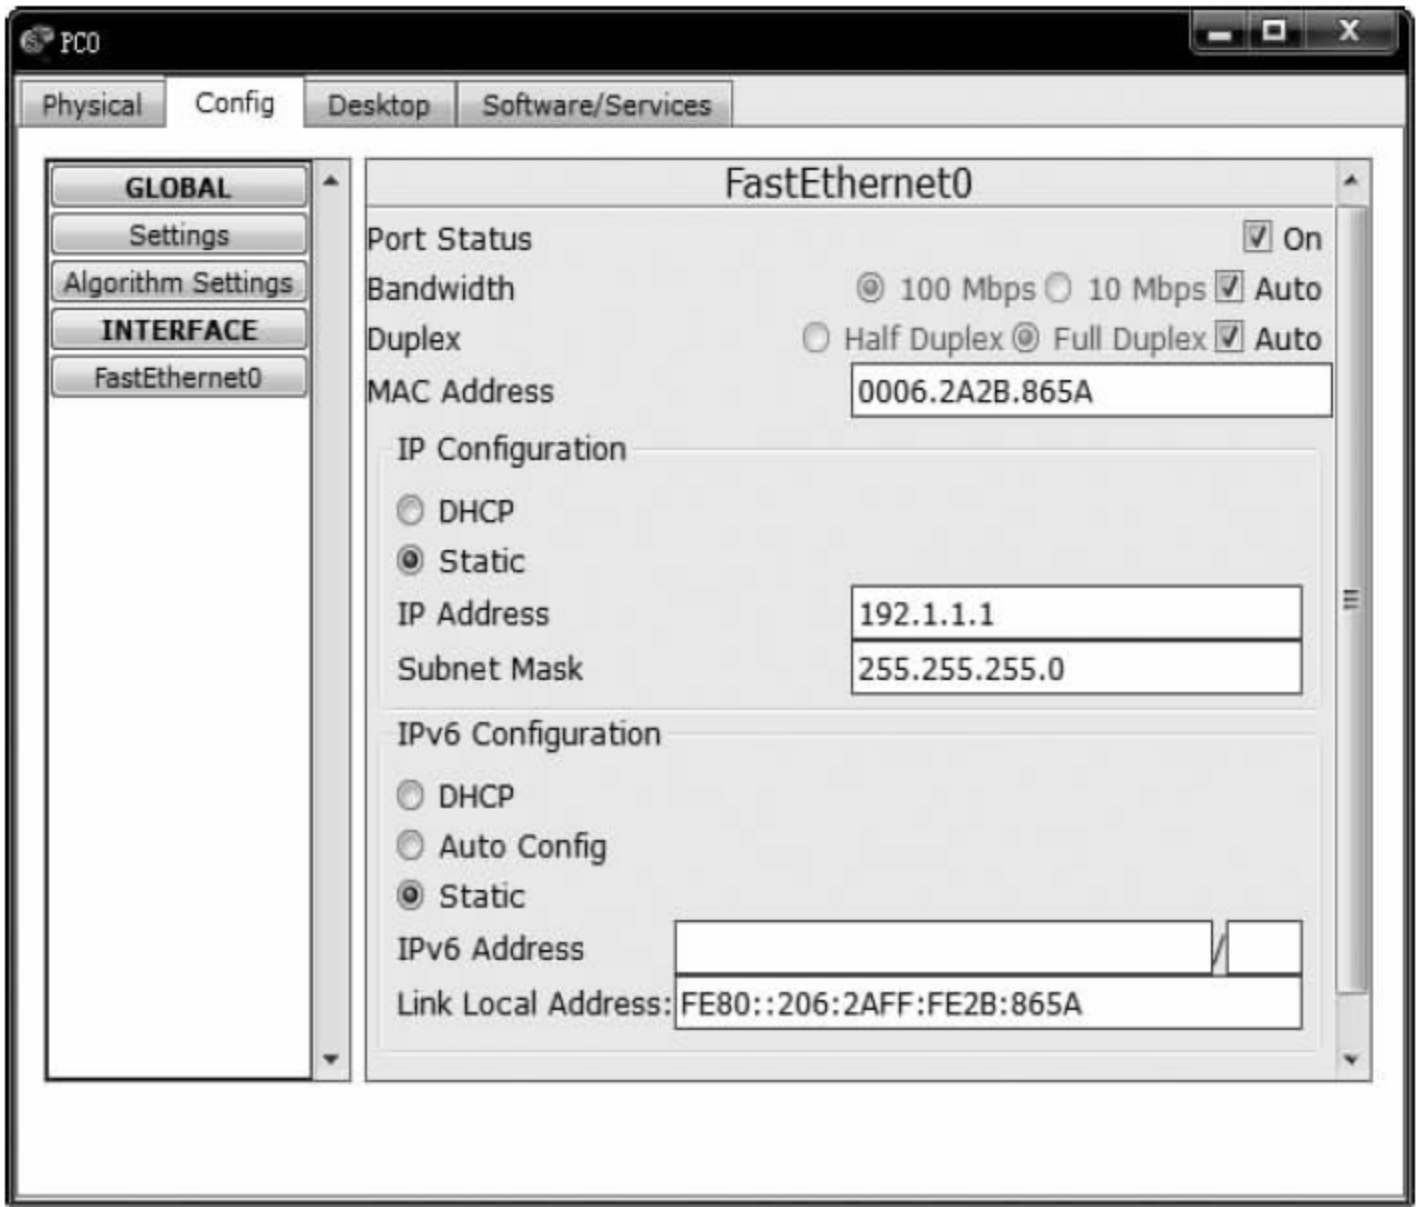 PC0
X
Physical Config Desktop Software/Services
GLOBAL
Settings
Algorithm Settings
INTERFACE
FastEthernet0
FastEthernet0
Port Status On
Bandwidth 100 Mbps 10 Mbps Auto
Duplex Half Duplex Full Duplex Auto
MAC Address 0006.2A2B.865A
IP Configuration
DHCP
Static
IP Address 192.1.1.1
Subnet Mask 255.255.255.0
IPv6 Configuration
DHCP
Auto Config
Static
IPv6 Address /
Link Local Address: FE80::206:2AFF:FE2B:865A